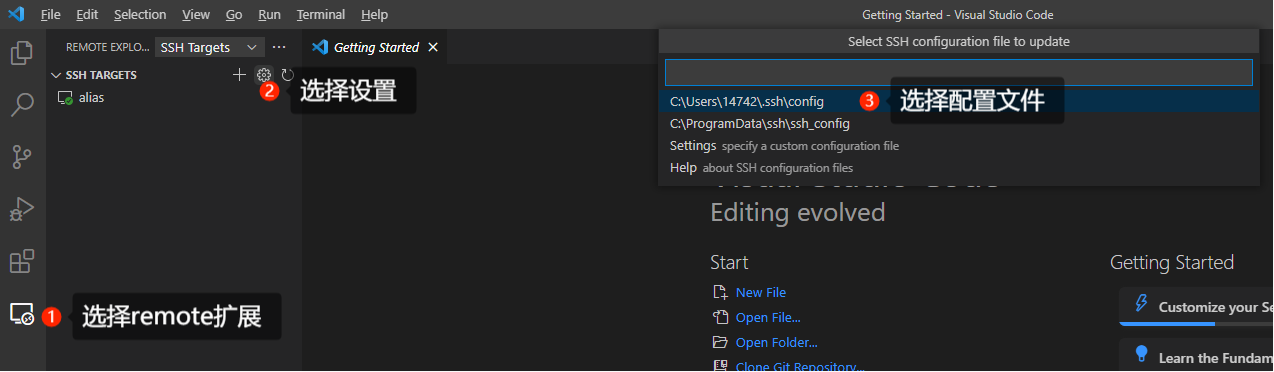 File Edit Selection View Go Run Terminal Help
Getting Started - Visual Studio Code
REMOTE EXPLO... SSH Targets
Getting Started
SSH TARGETS
alias
2 选择设置
1 选择remote扩展
Select SSH configuration file to update
C:\Users\14742\.ssh\config
3 选择配置文件
C:\ProgramData\ssh\ssh_config
Settings specify a custom configuration file
Help about SSH configuration files
Editing evolved
Start
New File
Open File...
Open Folder...
Clone Git Repository...
Getting Started
Customize your Se
Learn the Fundam